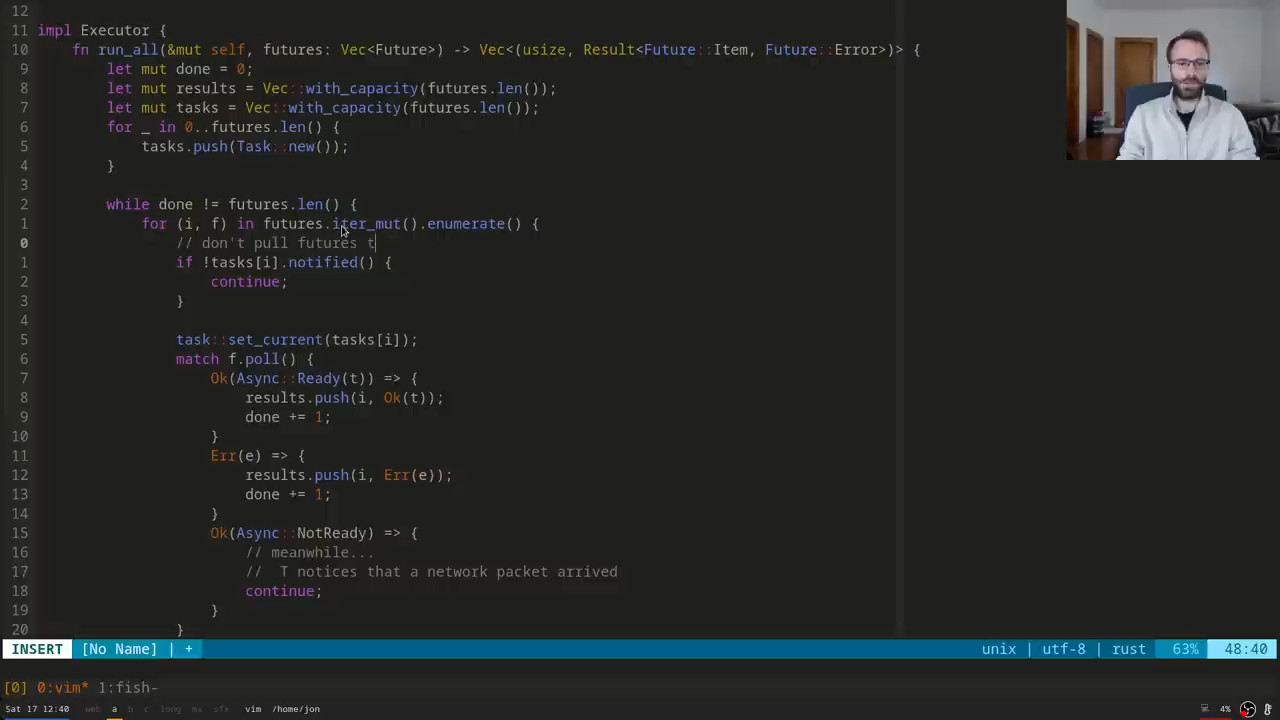 12
11 impl Executor {
10 fn run_all(&mut self, futures: Vec<Future>) -> Vec<(usize, Result<Future::Item, Future::Error>)> {
9 let mut done = 0;
8 let mut results = Vec::with_capacity(futures.len());
7 let mut tasks = Vec::with_capacity(futures.len());
6 for _ in 0..futures.len() {
5 tasks.push(Task::new());
4 }
3
2 while done != futures.len() {
1 for (i, f) in futures.iter_mut().enumerate() {
0 // don't pull futures t
1 if !tasks[i].notified() {
2 continue;
3 }
4
5 task::set_current(tasks[i]);
6 match f.poll() {
7 Ok(Async::Ready(t)) => {
8 results.push(i, Ok(t));
9 done += 1;
10 }
11 Err(e) => {
12 results.push(i, Err(e));
13 done += 1;
14 }
15 Ok(Async::NotReady) => {
16 // meanwhile...
17 //  T notices that a network packet arrived
18 continue;
19 }
20 }
INSERT [No Name] | + unix | utf-8 | rust 63% 48:40
[0] 0:vim* 1:fish-
Sat 17 12:40 web a b c long mx sfx vim /home/jon 4%